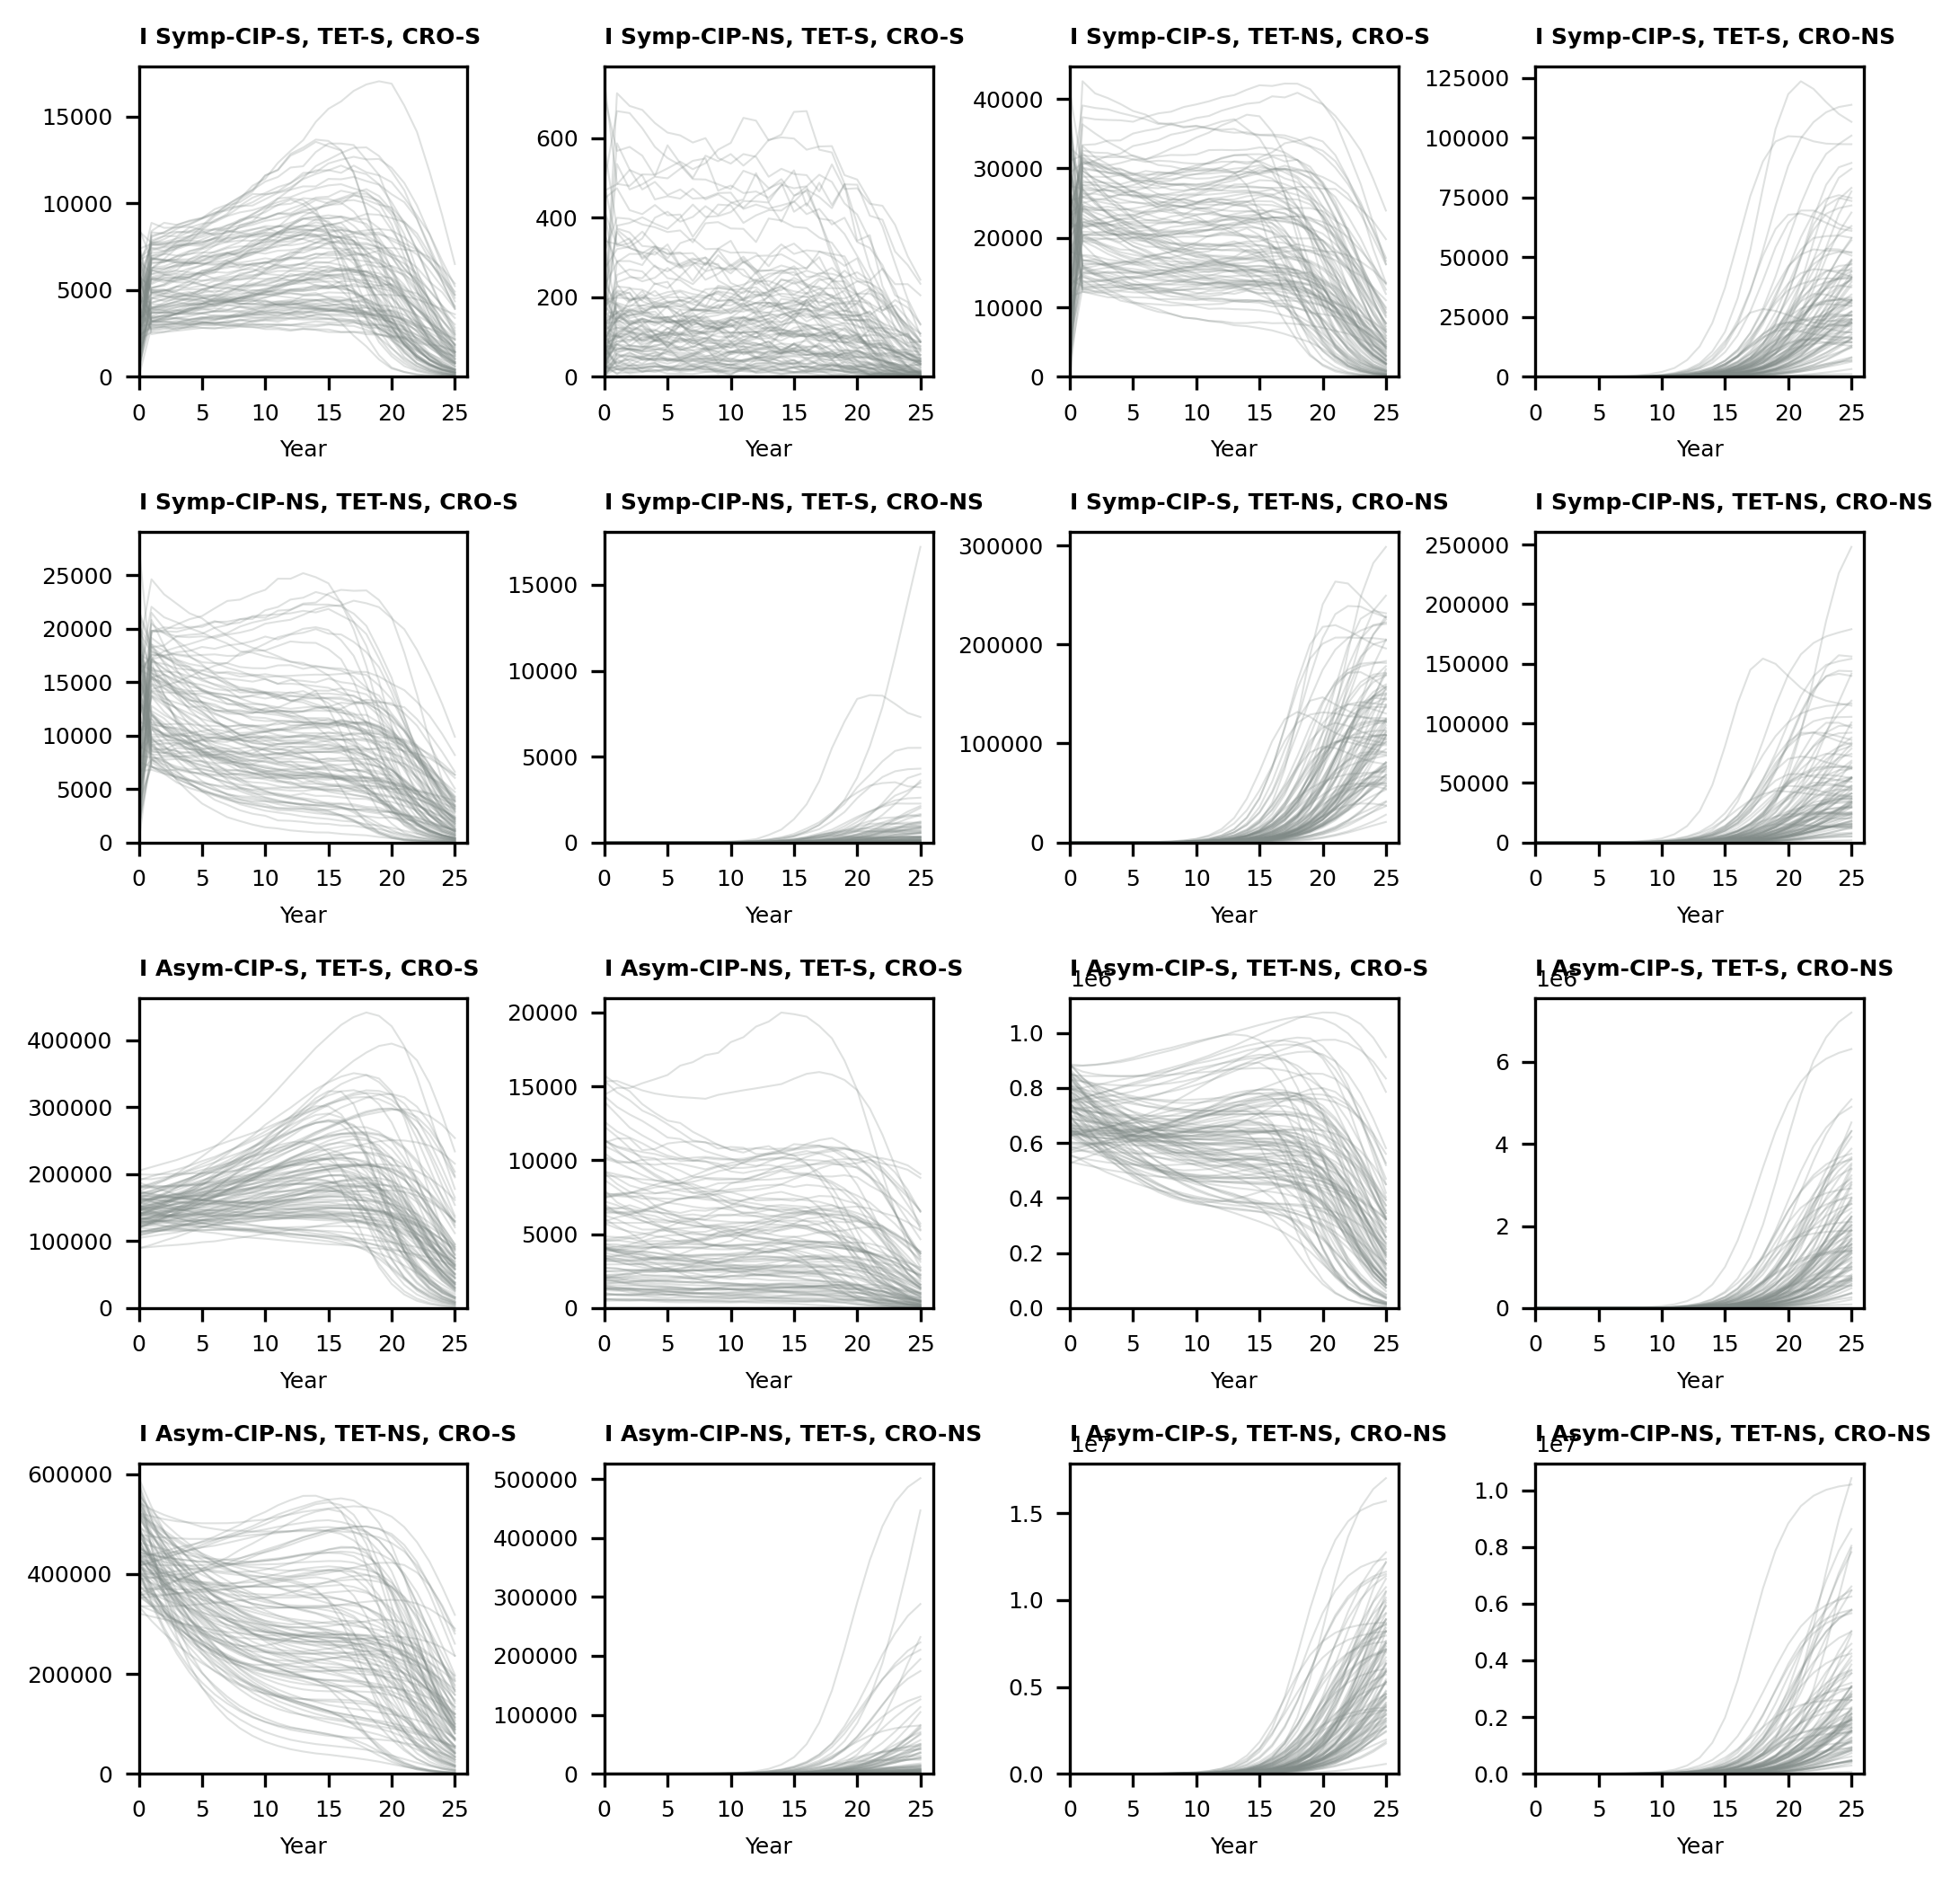 I Symp-CIP-S, TET-S, CRO-S
I Symp-CIP-NS, TET-S, CRO-S
I Symp-CIP-S, TET-NS, CRO-S
I Symp-CIP-S, TET-S, CRO-NS
15000
10000
5000
0
0 5 10 15 20 25
Year
600
400
200
0
0 5 10 15 20 25
Year
40000
30000
20000
10000
0
0 5 10 15 20 25
Year
125000
100000
75000
50000
25000
0
0 5 10 15 20 25
Year
I Symp-CIP-NS, TET-NS, CRO-S
I Symp-CIP-NS, TET-S, CRO-NS
I Symp-CIP-S, TET-NS, CRO-NS
I Symp-CIP-NS, TET-NS, CRO-NS
25000
20000
15000
10000
5000
0
0 5 10 15 20 25
Year
15000
10000
5000
0
0 5 10 15 20 25
Year
300000
200000
100000
0
0 5 10 15 20 25
Year
250000
200000
150000
100000
50000
0
0 5 10 15 20 25
Year
I Asym-CIP-S, TET-S, CRO-S
I Asym-CIP-NS, TET-S, CRO-S
I Asym-CIP-S, TET-NS, CRO-S
I Asym-CIP-S, TET-S, CRO-NS
400000
300000
200000
100000
0
0 5 10 15 20 25
Year
20000
15000
10000
5000
0
0 5 10 15 20 25
Year
1e6
1.0
0.8
0.6
0.4
0.2
0.0
0 5 10 15 20 25
Year
1e6
6
4
2
0
0 5 10 15 20 25
Year
I Asym-CIP-NS, TET-NS, CRO-S
I Asym-CIP-NS, TET-S, CRO-NS
I Asym-CIP-S, TET-NS, CRO-NS
I Asym-CIP-NS, TET-NS, CRO-NS
600000
400000
200000
0
0 5 10 15 20 25
Year
500000
400000
300000
200000
100000
0
0 5 10 15 20 25
Year
1e7
1.5
1.0
0.5
0.0
0 5 10 15 20 25
Year
1e7
1.0
0.8
0.6
0.4
0.2
0.0
0 5 10 15 20 25
Year